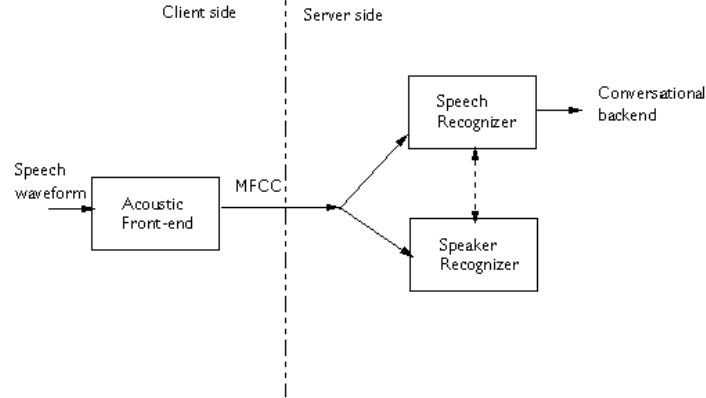 Client side
Server side
Speech
Recognizer
Conversational
backend
Speech
waveform
Acoustic
Front-end
MFCC
Speaker
Recognizer